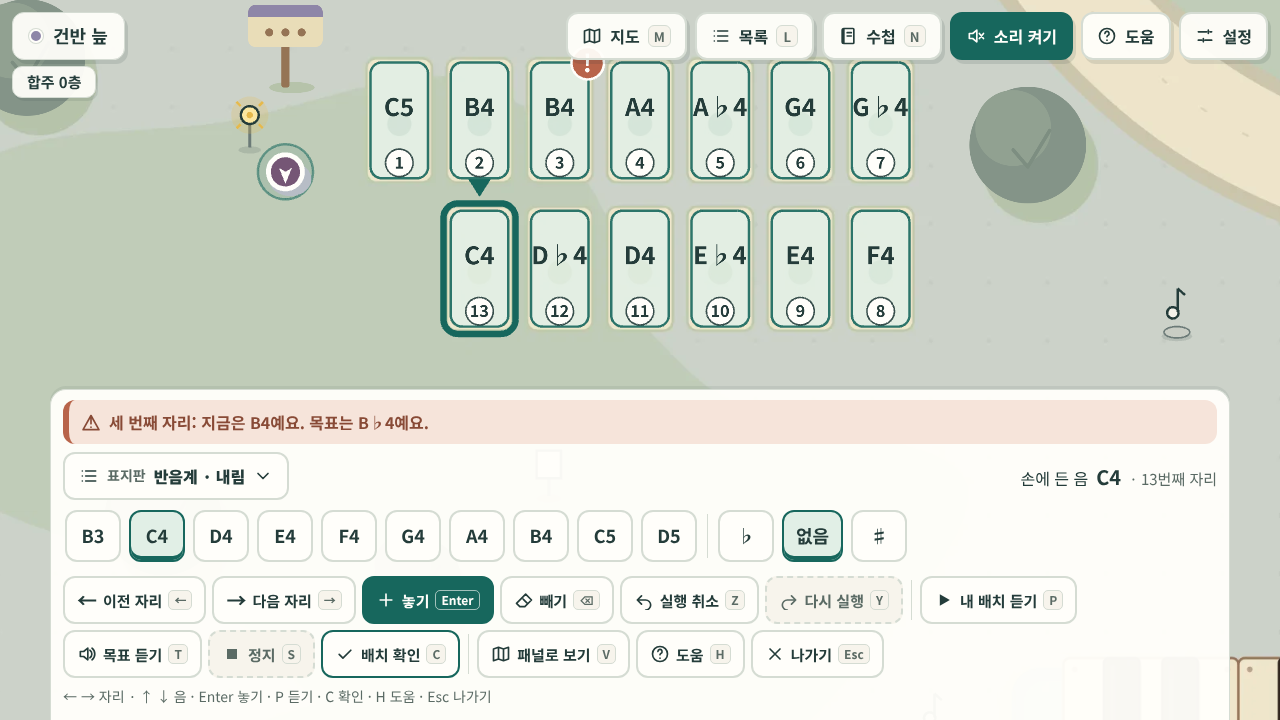 건반 늪
지도 M
목록 L
수첩 N
소리 켜기
도움
설정
합주 0층
C5 B4 B4 A4 A♭4 G4 G♭4
1 2 3 4 5 6 7
C4 D♭4 D4 E♭4 E4 F4
13 12 11 10 9 8
세 번째 자리: 지금은 B4예요. 목표는 B♭4예요.
표지판 반음계 · 내림
손에 든 음 C4 · 13번째 자리
B3 C4 D4 E4 F4 G4 A4 B4 C5 D5 ♭ 없음 ♯
← 이전 자리 ← → 다음 자리 → + 놓기 Enter 빼기 ⌫ 실행 취소 Z 다시 실행 Y 내 배치 듣기 P
목표 듣기 T 정지 S 배치 확인 C 패널로 보기 V 도움 H 나가기 Esc
← → 자리 · ↑ ↓ 음 · Enter 놓기 · P 듣기 · C 확인 · H 도움 · Esc 나가기